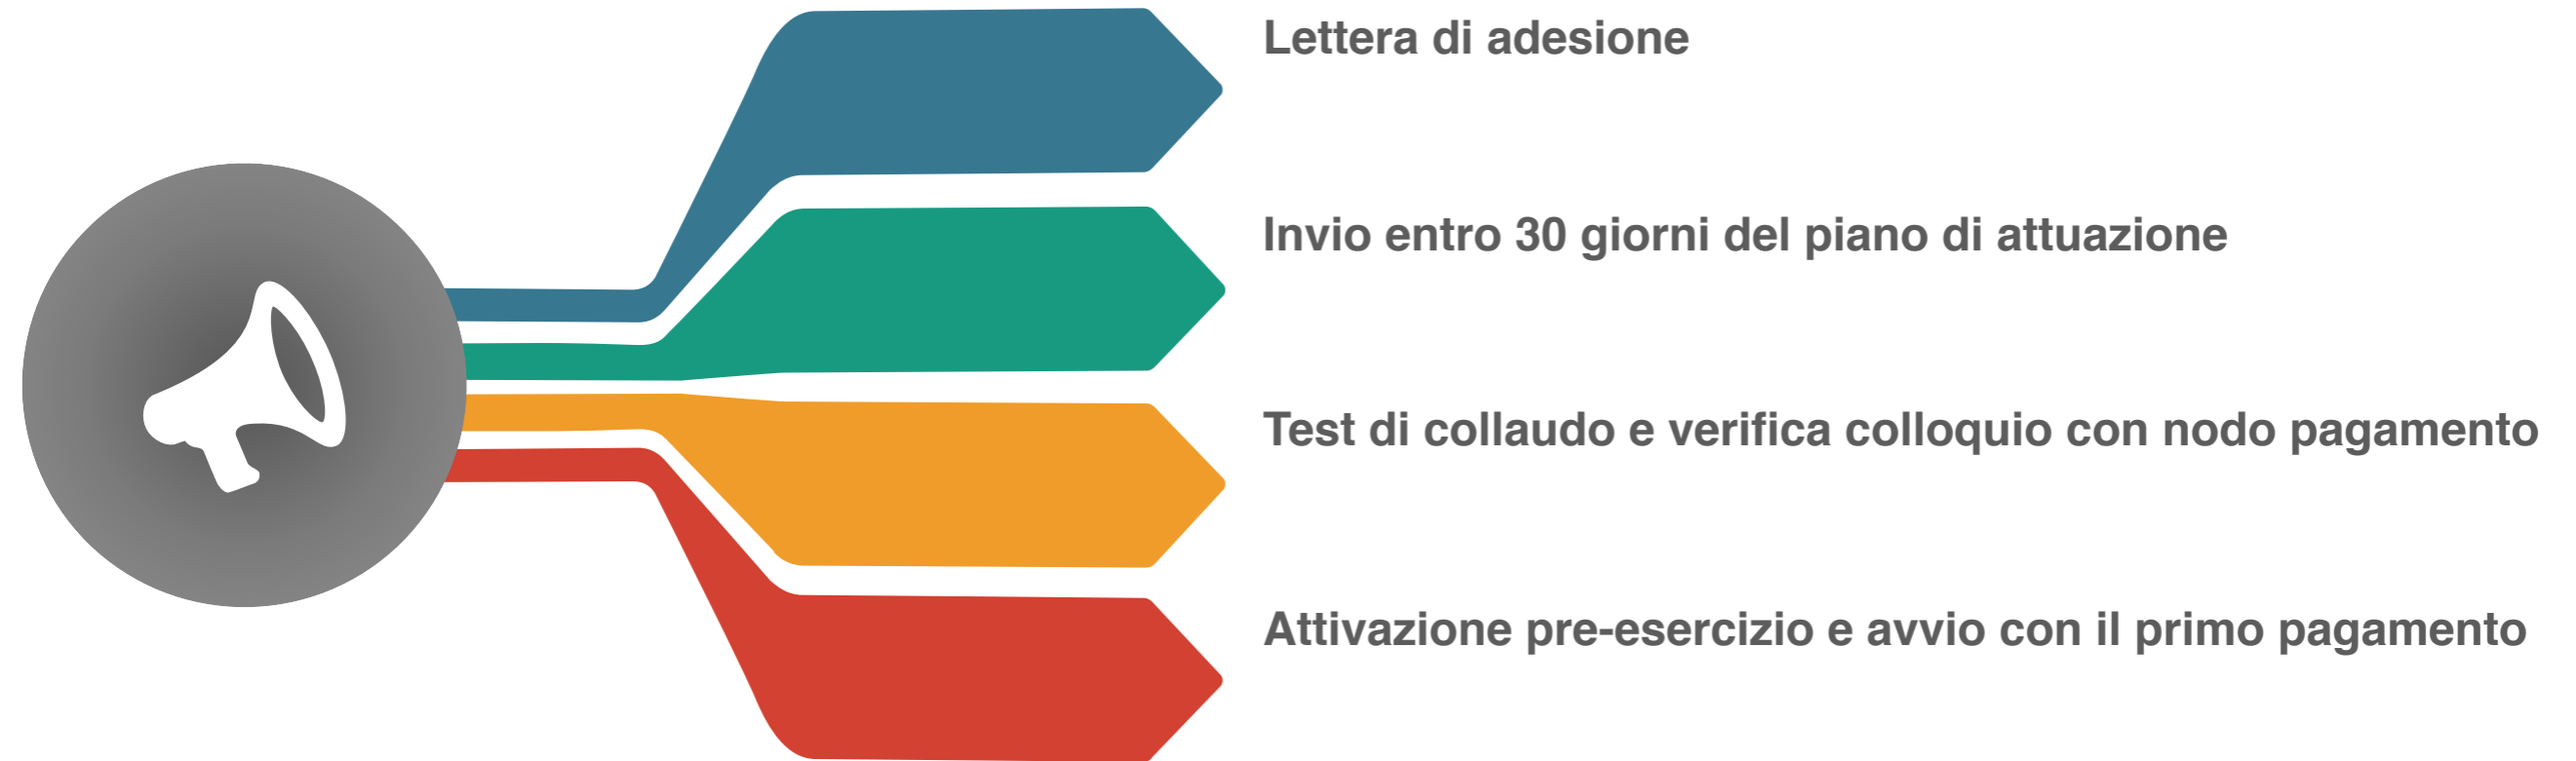 Lettera di adesione
Invio entro 30 giorni del piano di attuazione
Test di collaudo e verifica colloquio con nodo pagamento
Attivazione pre-esercizio e avvio con il primo pagamento